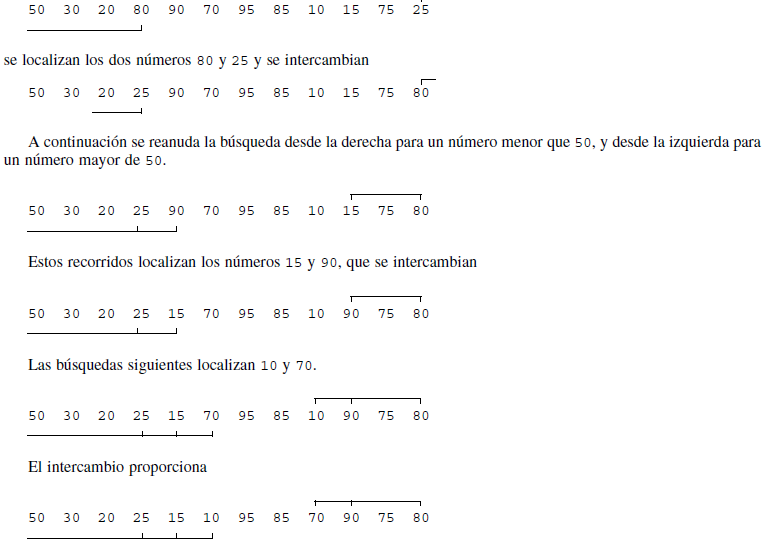 50 30 20 80 90 70 95 85 10 15 75 25
se localizan los dos números 80 y 25 y se intercambian
50 30 20 25 90 70 95 85 10 15 75 80
A continuación se reanuda la búsqueda desde la derecha para un número menor que 50, y desde la izquierda para
un número mayor de 50.
50 30 20 25 90 70 95 85 10 15 75 80
Estos recorridos localizan los números 15 y 90, que se intercambian
50 30 20 25 15 70 95 85 10 90 75 80
Las búsquedas siguientes localizan 10 y 70.
50 30 20 25 15 70 95 85 10 90 75 80
El intercambio proporciona
50 30 20 25 15 10 95 85 70 90 75 80